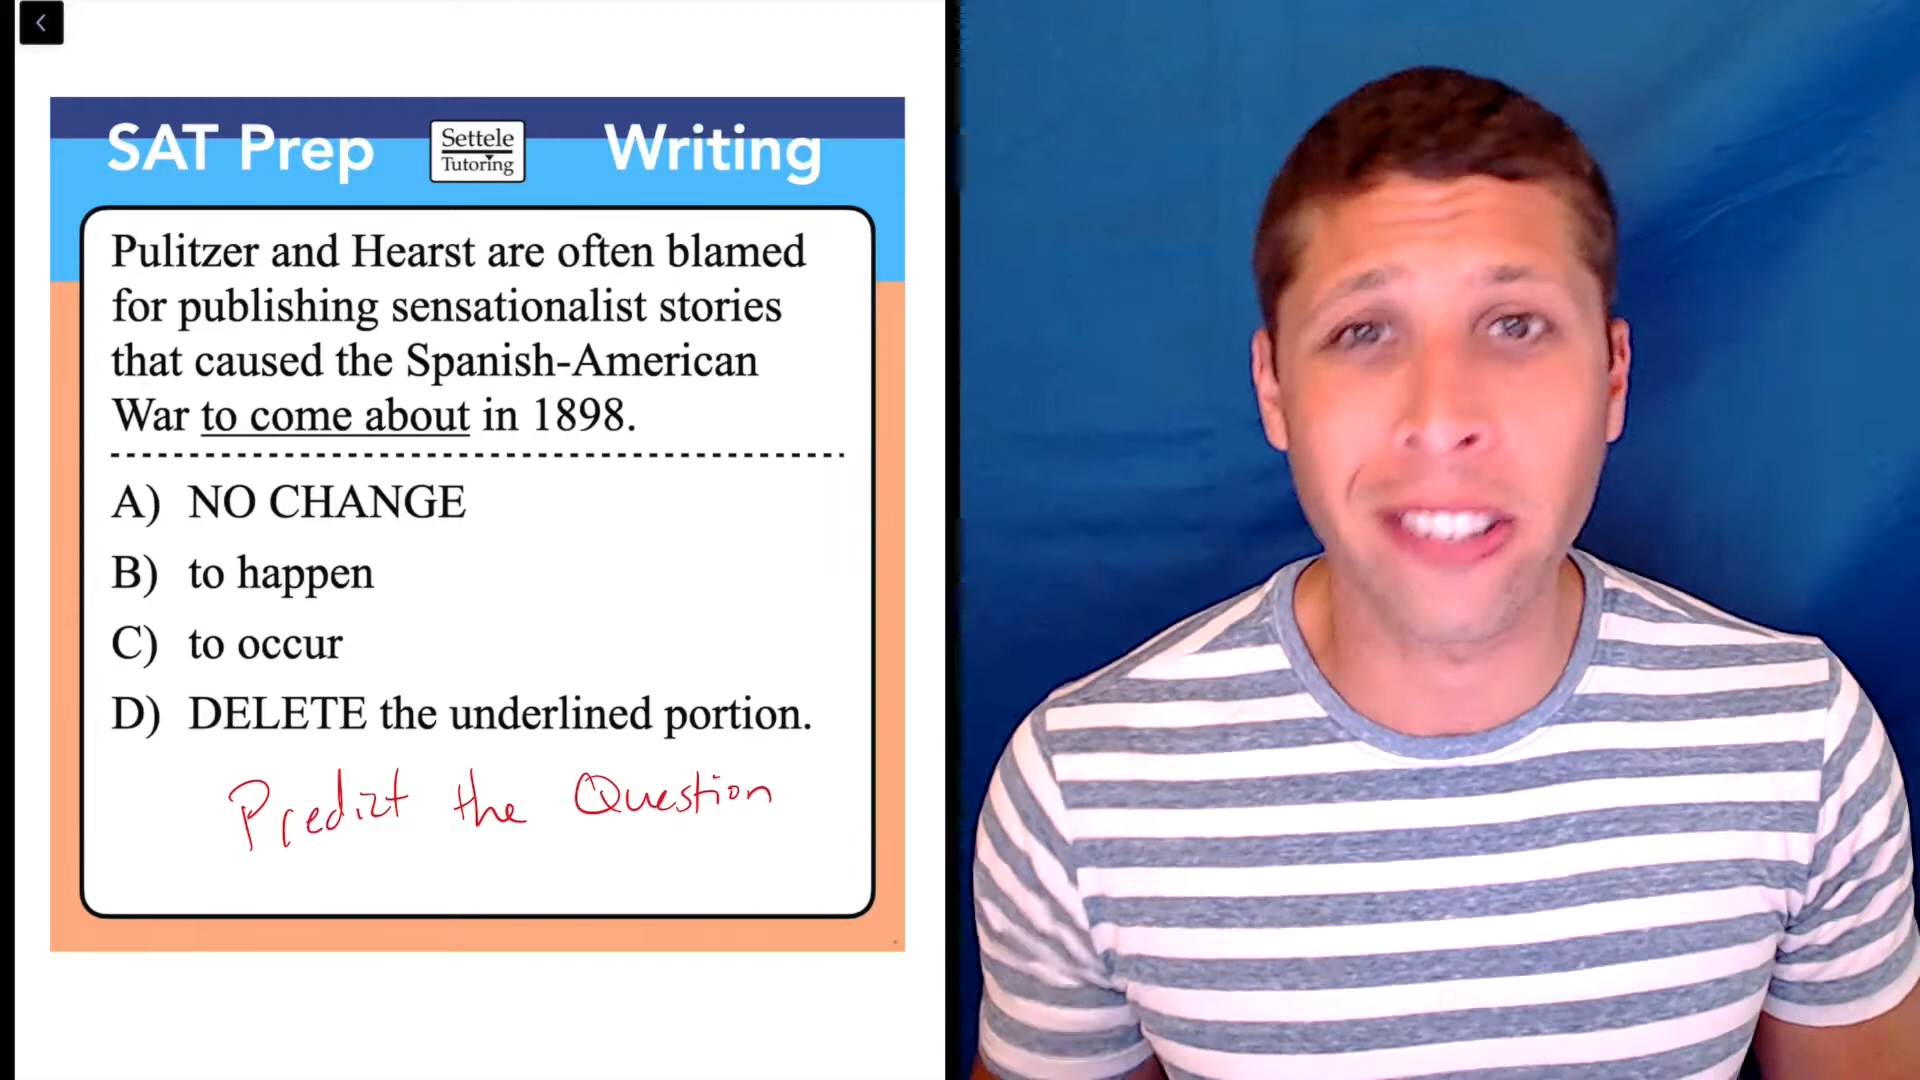 SAT Prep
Settele
Tutoring
Writing
Pulitzer and Hearst are often blamed
for publishing sensationalist stories
that caused the Spanish-American
War to come about in 1898.
A) NO CHANGE
B) to happen
C) to occur
D) DELETE the underlined portion.
Predict the Question